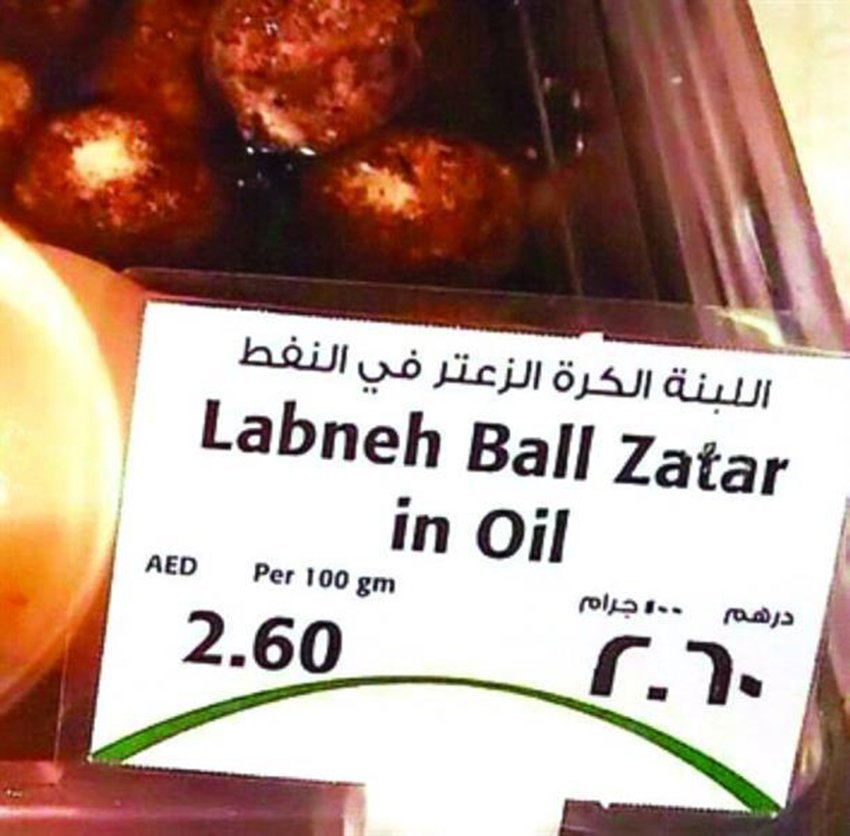 اللبنة الكرة الزعتر في النفط
Labneh Ball Zatar
in Oil
AED Per 100 gm درهم ١٠٠ جرام
2.60 ٢.٦٠